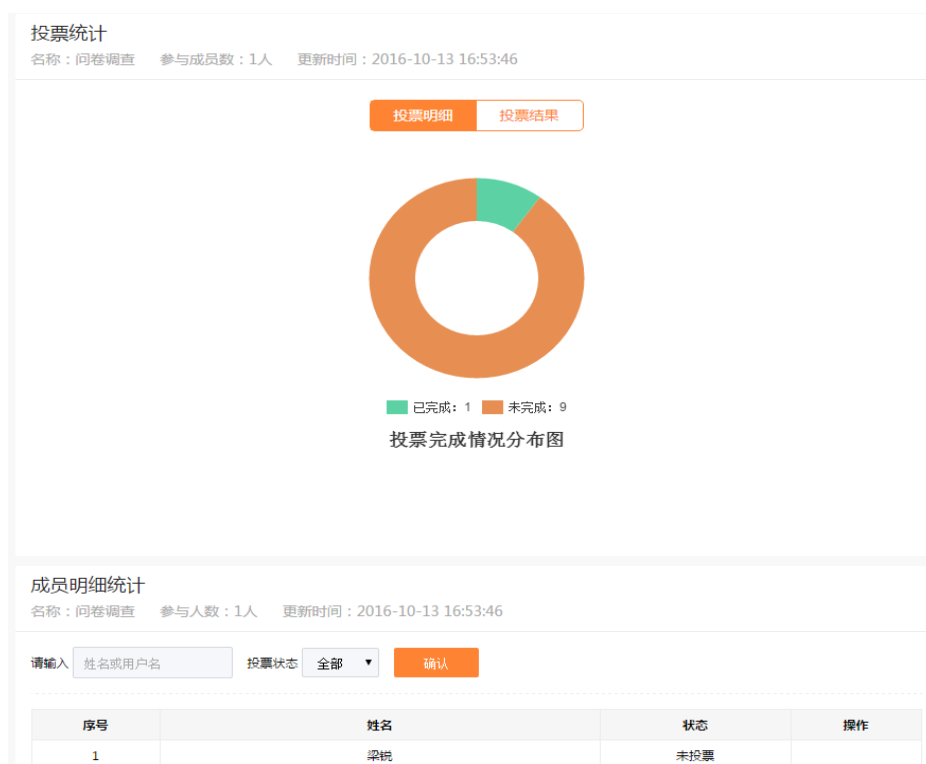 投票统计
名称：问卷调查 参与成员数：1人 更新时间：2016-10-13 16:53:46
投票明细 投票结果
已完成：1 未完成：9
投票完成情况分布图
成员明细统计
名称：问卷调查 参与人数：1人 更新时间：2016-10-13 16:53:46
请输入 姓名或用户名 投票状态 全部 ▼ 确认
序号 姓名 状态 操作
1 梁锐 未投票